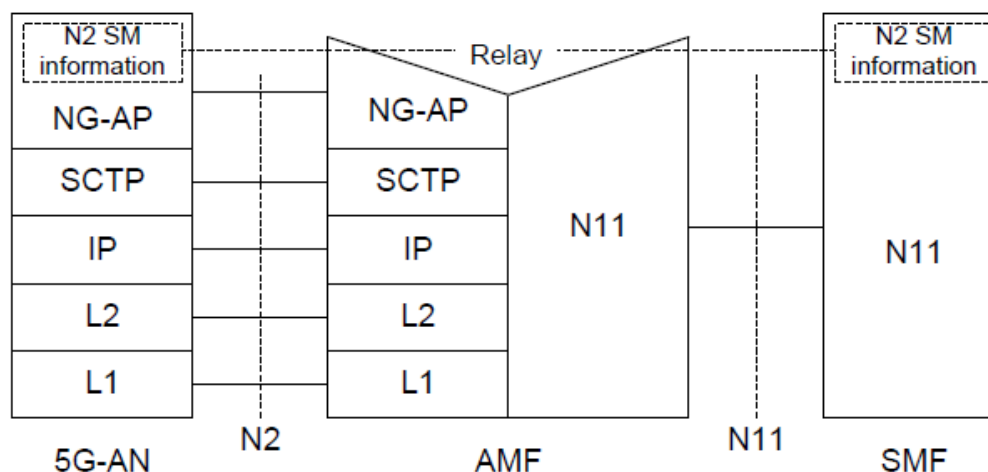 N2 SM
information
Relay
N2 SM
information
NG-AP
NG-AP
SCTP
SCTP
N11
N11
IP
IP
L2
L2
L1
L1
N2
N11
5G-AN
AMF
SMF